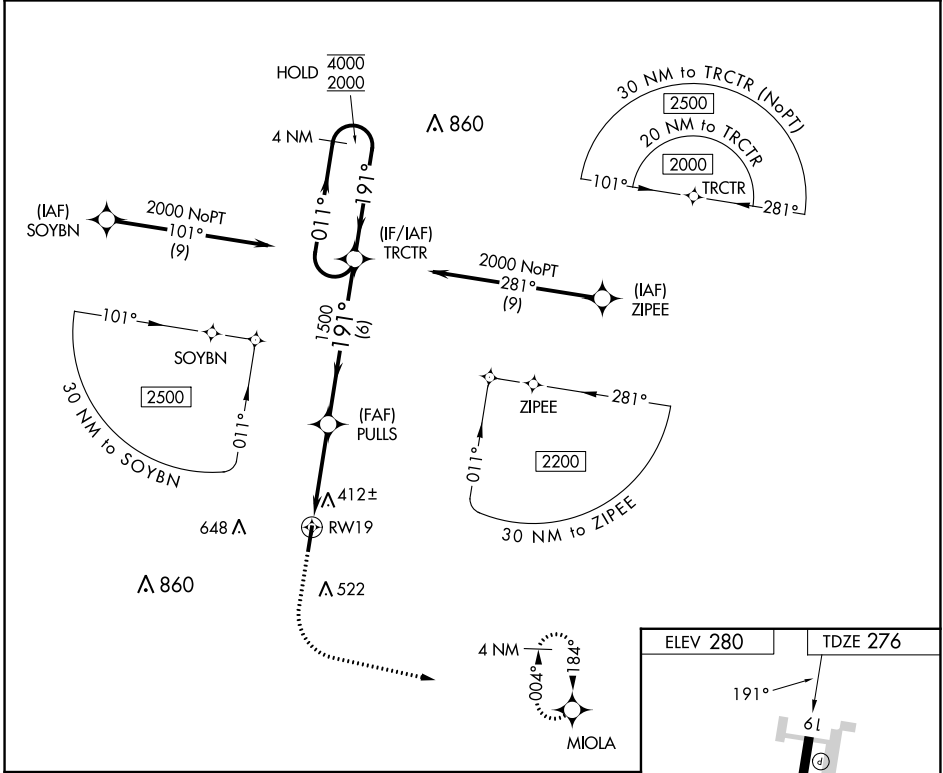 HOLD 4000
2000
4 NM
860
191°
011°
30 NM to TRCTR (NoPT)
2500
20 NM to TRCTR
2000
101°
TRCTR
281°
(IAF)
SOYBN
2000 NoPT
101°
(9)
(IF/IAF)
TRCTR
2000 NoPT
281°
(9)
(IAF)
ZIPEE
1500
191°
(6)
101°
SOYBN
2500
011°
30 NM to SOYBN
ZIPEE
281°
2200
011°
30 NM to ZIPEE
(FAF)
PULLS
412±
648
RW19
860
522
4 NM
004°
184°
MIOLA
ELEV 280
TDZE 276
191°
19
P